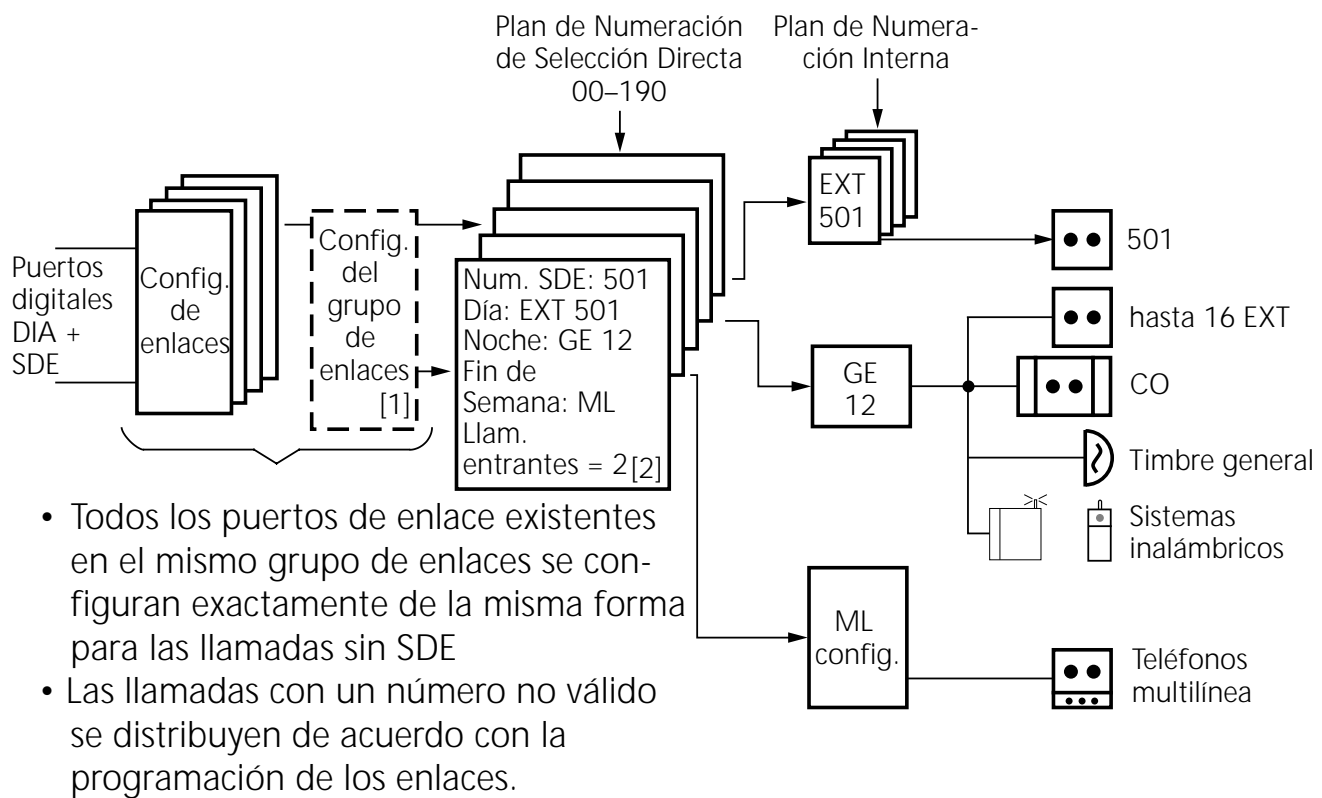 Plan de Numeración
de Selección Directa
00–190
Plan de Numera-
ción Interna
Puertos
digitales
DIA +
SDE
Config.
de
enlaces
Config.
del
grupo
de
enlaces
[1]
Num. SDE: 501
Día: EXT 501
Noche: GE 12
Fin de
Semana: ML
Llam.
entrantes = 2[2]
EXT
501
501
hasta 16 EXT
GE
12
CO
Timbre general
Sistemas
inalámbricos
ML
config.
Teléfonos
multilínea
• Todos los puertos de enlace existentes
en el mismo grupo de enlaces se con-
figuran exactamente de la misma forma
para las llamadas sin SDE
• Las llamadas con un número no válido
se distribuyen de acuerdo con la
programación de los enlaces.